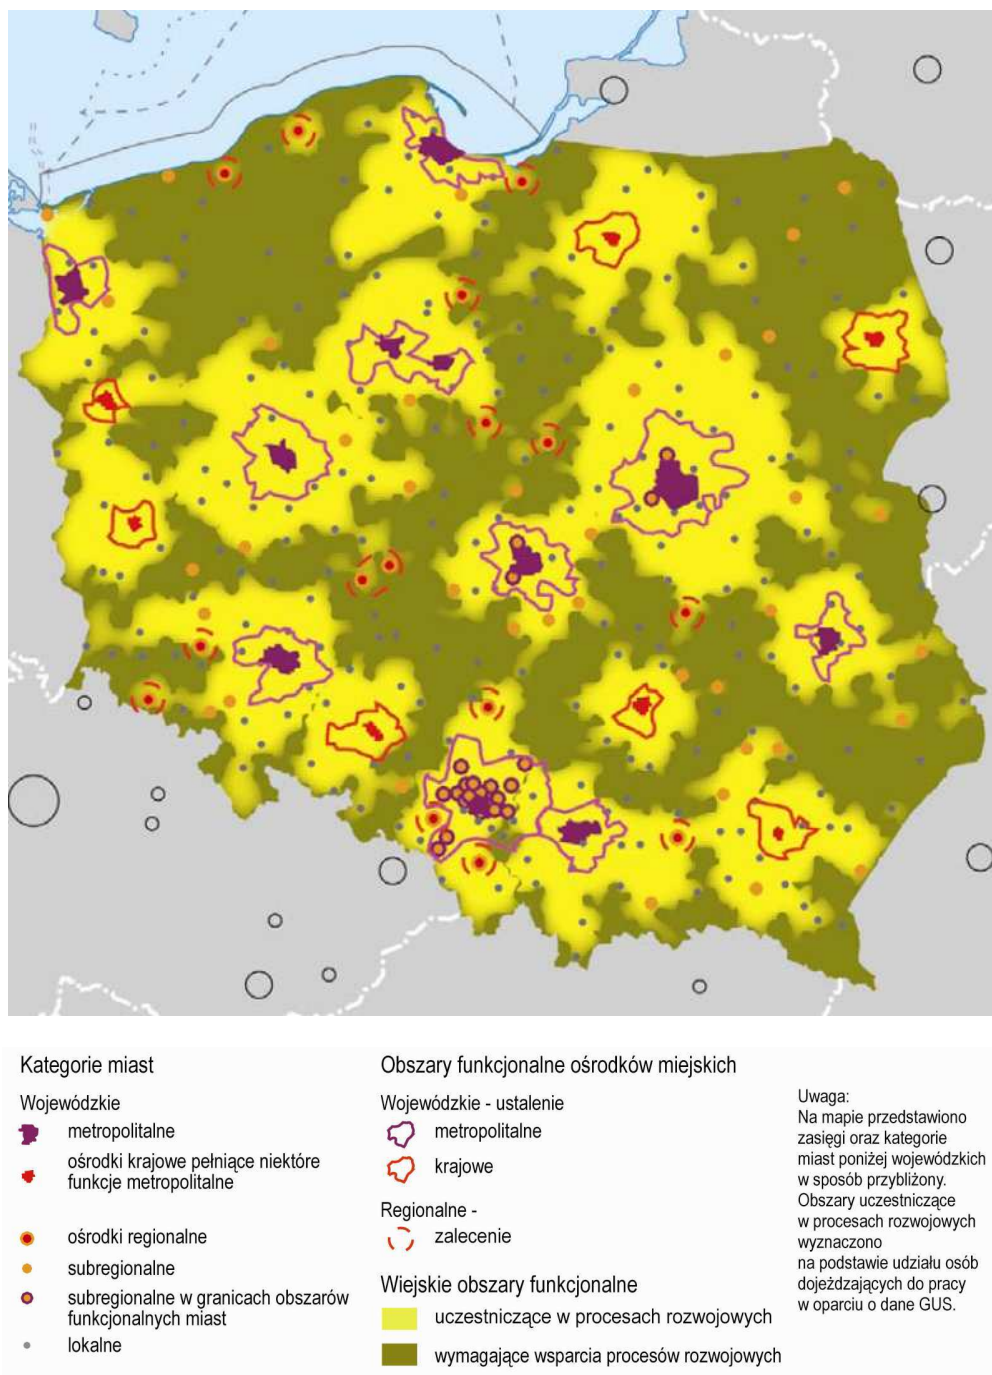 Kategorie miast
Wojewódzkie
metropolitalne
ośrodki krajowe pełniące niektóre
funkcje metropolitalne
ośrodki regionalne
subregionalne
subregionalne w granicach obszarów
funkcjonalnych miast
lokalne
Obszary funkcjonalne ośrodków miejskich
Wojewódzkie - ustalenie
metropolitalne
krajowe
Regionalne -
zalecenie
Wiejskie obszary funkcjonalne
uczestniczące w procesach rozwojowych
wymagające wsparcia procesów rozwojowych
Uwaga:
Na mapie przedstawiono
zasięgi oraz kategorie
miast poniżej wojewódzkich
w sposób przybliżony.
Obszary uczestniczące
w procesach rozwojowych
wyznaczono
na podstawie udziału osób
dojeżdzających do pracy
w oparciu o dane GUS.